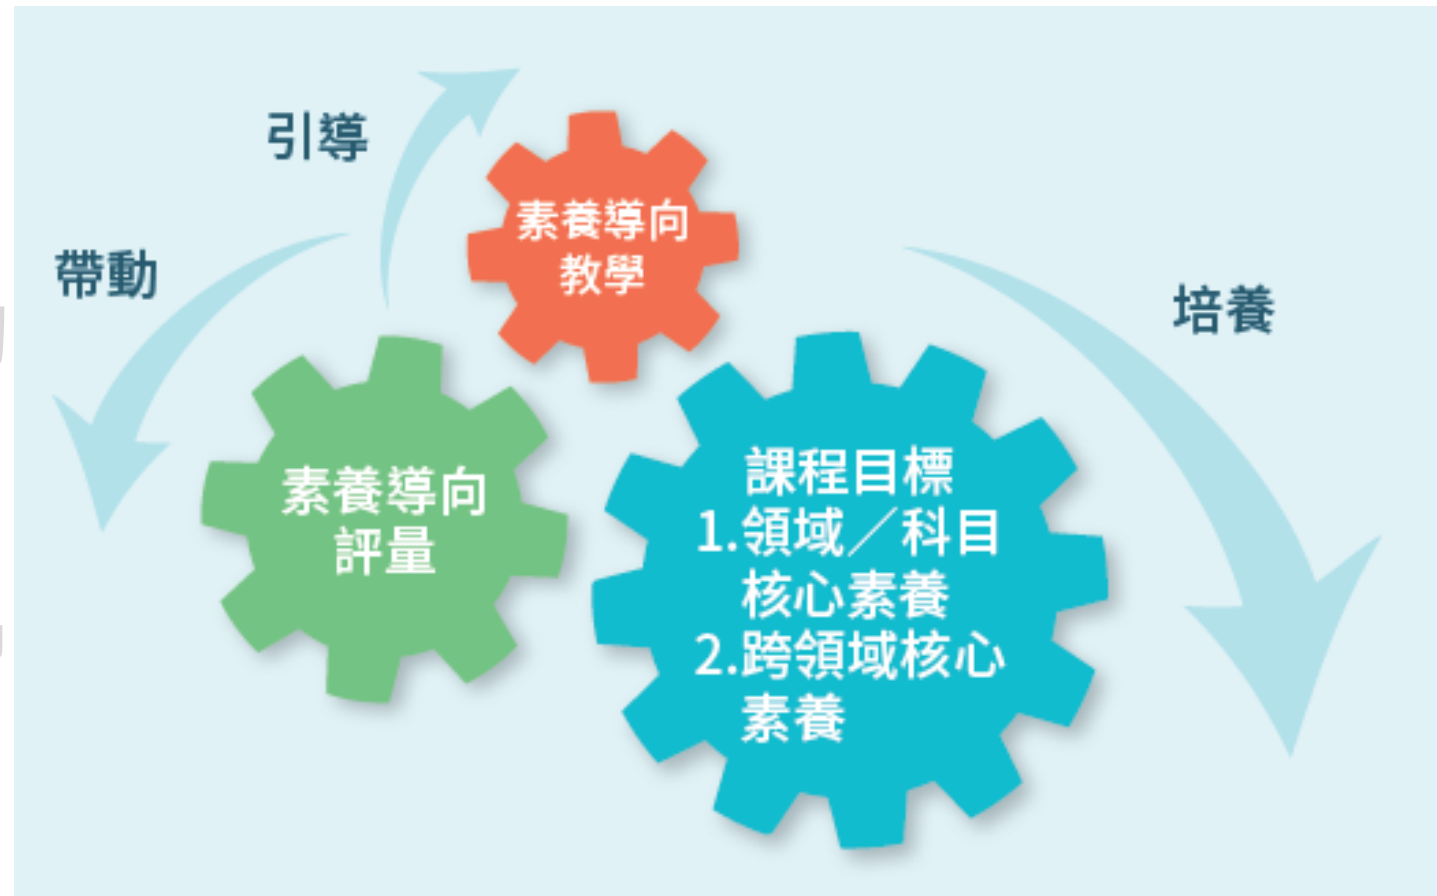 引導
帶動
素養導向
教學
培養
素養導向
評量
課程目標
1.領域／科目
核心素養
2.跨領域核心
素養